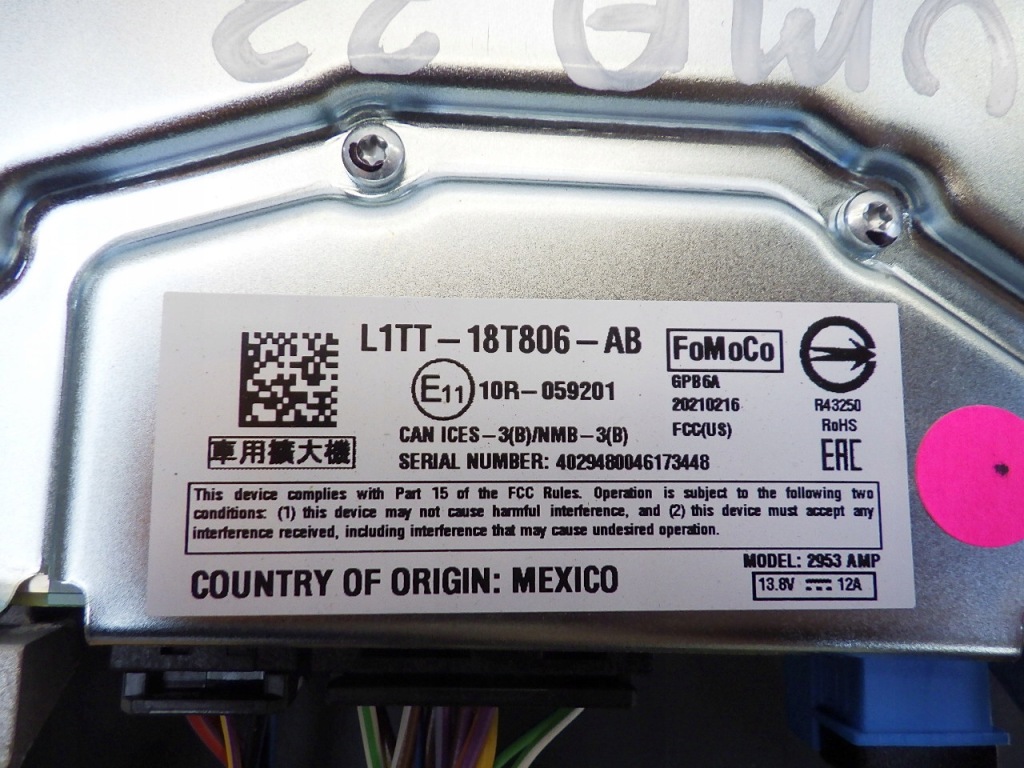 L1TT-18T806-AB
FoMoCo
E11 10R-059201
GPB6A
20210216
FCC(US)
R43250
RoHS
EAC
CAN ICES-3(B)/NMB-3(B)
SERIAL NUMBER: 4029480046173448
車用擴大機
This device complies with Part 15 of the FCC Rules. Operation is subject to the following two
conditions: (1) this device may not cause harmful interference, and (2) this device must accept any
interference received, including interference that may cause undesired operation.
MODEL: 2953 AMP
COUNTRY OF ORIGIN: MEXICO
13.8V ⎓ 12A